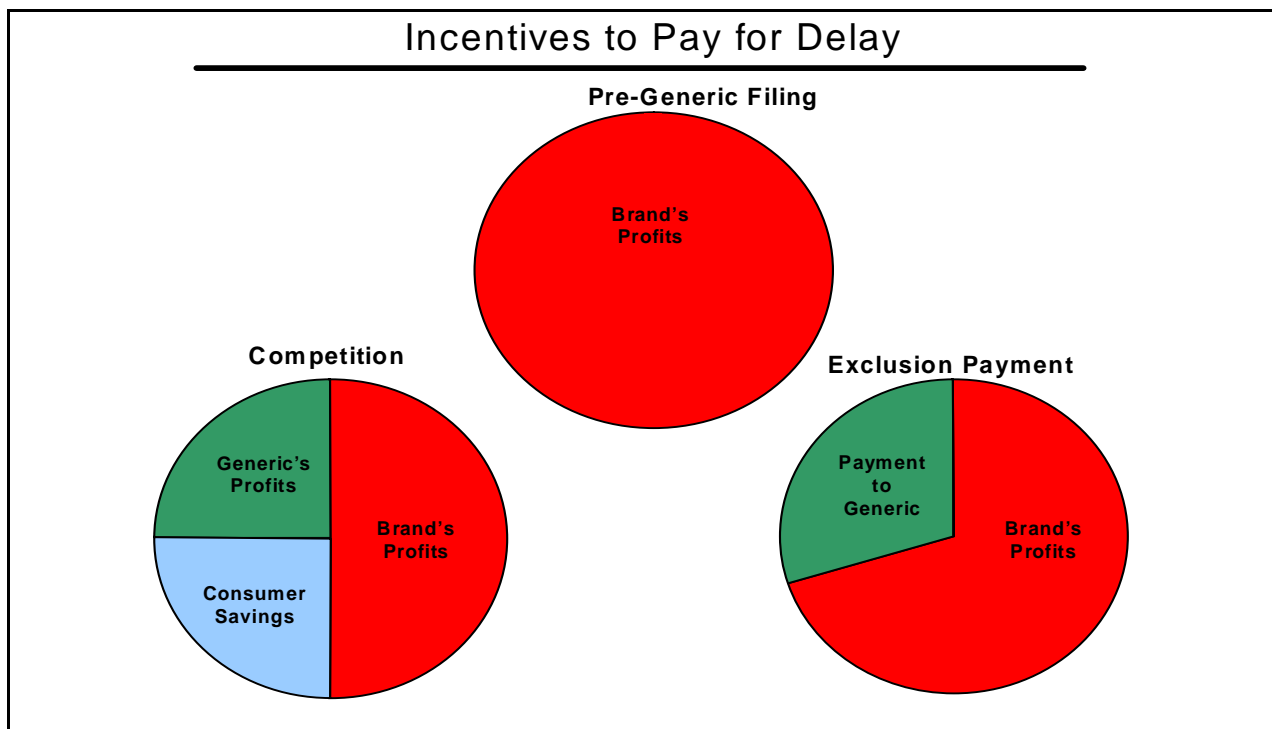 Incentives to Pay for Delay
Pre-Generic Filing
Brand's
Profits
Competition
Generic's
Profits
Brand's
Profits
Consumer
Savings
Exclusion Payment
Payment
to
Generic
Brand's
Profits